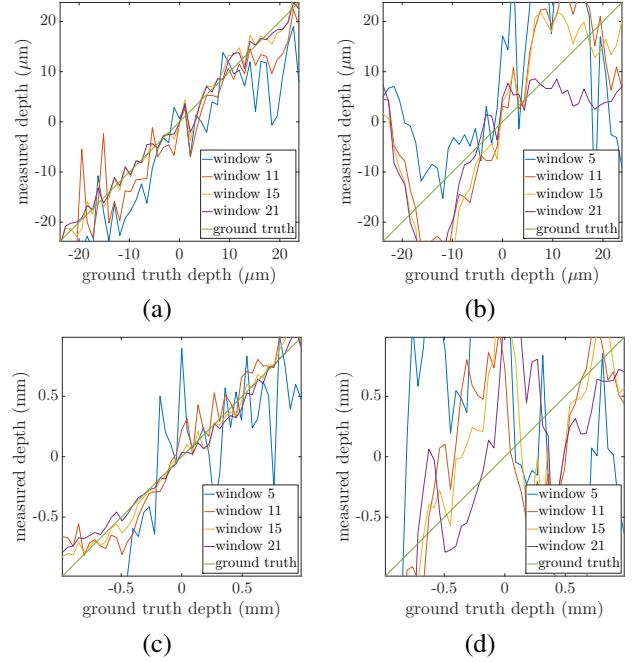 measured depth (μm)
20
10
0
-10
-20
window 5
window 11
window 15
window 21
ground truth
-20
-10
0
10
20
ground truth depth (μm)
(a)
measured depth (μm)
20
10
0
-10
-20
window 5
window 11
window 15
window 21
ground truth
-20
-10
0
10
20
ground truth depth (μm)
(b)
measured depth (mm)
0.5
0
-0.5
window 5
window 11
window 15
window 21
ground truth
-0.5
0
0.5
ground truth depth (mm)
(c)
measured depth (mm)
0.5
0
-0.5
window 5
window 11
window 15
window 21
ground truth
-0.5
0
0.5
ground truth depth (mm)
(d)